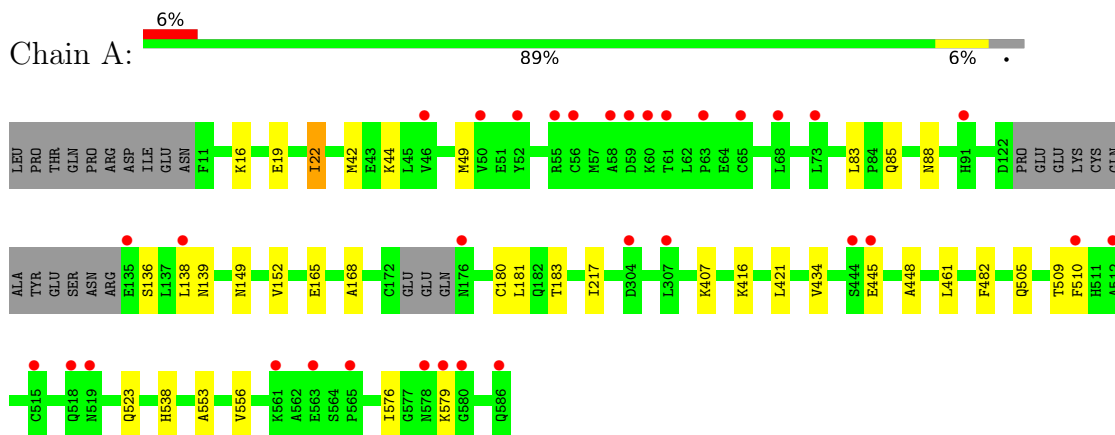 6%
Chain A:
89% 6% •
LEU PRO THR GLN PRO ARG ASP ILE GLU ASN F11 K16 E19 I22 M42 E43 K44 L45 V46 M49 V50 E51 Y52 R55 C56 M57 A58 D59 K60 T61 L62 P63 E64 C65 L68 L73 L83 P84 Q85 N88 H91 D122 PRO GLU GLU LYS CYS GLN
ALA TYR GLU SER ASN ARG E135 S136 L137 L138 N139 N149 V152 E165 A168 C172 GLU GLU GLN N176 C180 L181 Q182 T183 I217 D304 L307 K407 K416 L421 V434 S444 E445 A448 L461 F482 Q505 T509 F510 H511 A512
C515 Q518 N519 Q523 H538 A553 V556 K561 A562 E563 S564 P565 I576 G577 N578 K579 G580 Q586